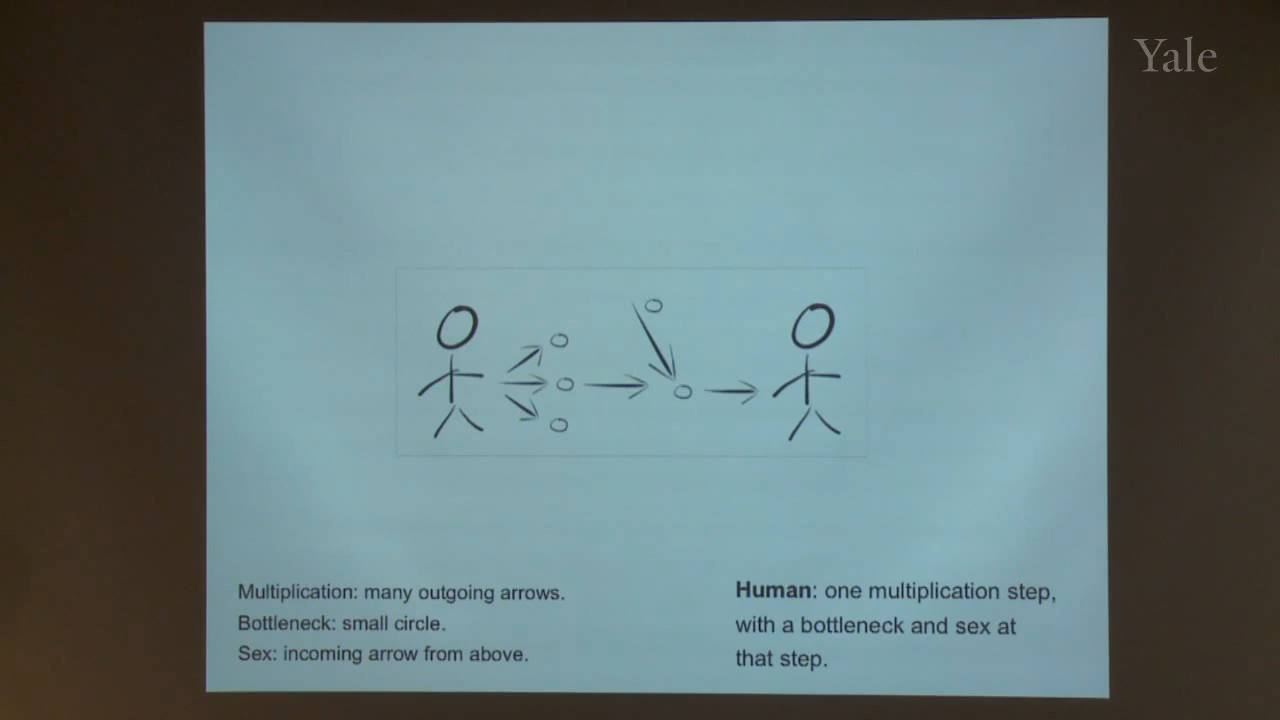 Yale
Multiplication: many outgoing arrows.
Bottleneck: small circle.
Sex: incoming arrow from above.
Human: one multiplication step,
with a bottleneck and sex at
that step.